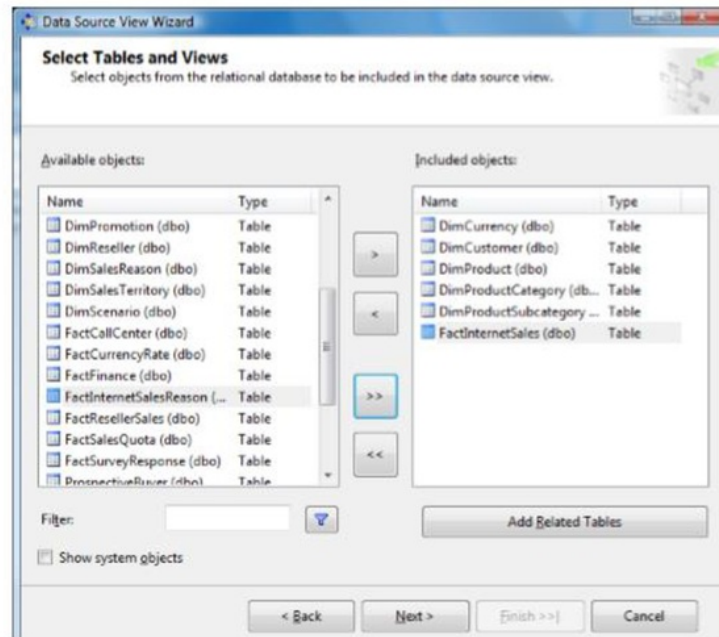 Data Source View Wizard
Select Tables and Views
Select objects from the relational database to be included in the data source view.
Available objects:
Included objects:
Name Type
DimPromotion (dbo) Table
DimReseller (dbo) Table
DimSalesReason (dbo) Table
DimSalesTerritory (dbo) Table
DimScenario (dbo) Table
FactCallCenter (dbo) Table
FactCurrencyRate (dbo) Table
FactFinance (dbo) Table
FactInternetSalesReason (... Table
FactResellerSales (dbo) Table
FactSalesQuota (dbo) Table
FactSurveyResponse (dbo) Table
ProspectiveBuyer (dbo) Table
>
<
>>
<<
Name Type
DimCurrency (dbo) Table
DimCustomer (dbo) Table
DimProduct (dbo) Table
DimProductCategory (db... Table
DimProductSubcategory ... Table
FactInternetSales (dbo) Table
Filter:
Add Related Tables
Show system objects
< Back Next > Finish >>| Cancel